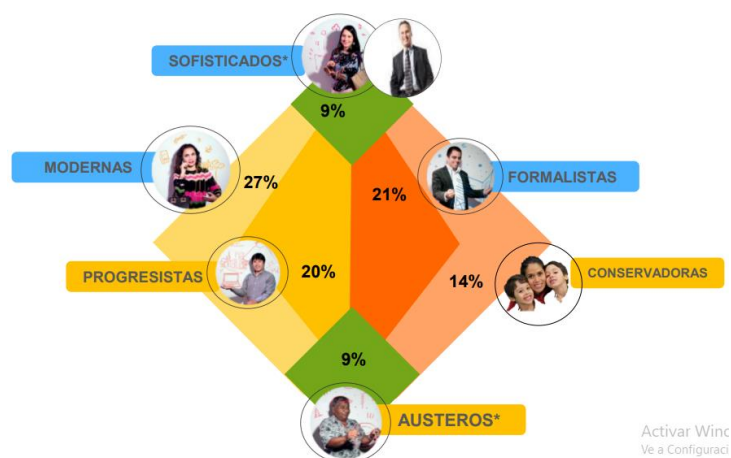 SOFISTICADOS*
9%
MODERNAS
27%
21%
FORMALISTAS
PROGRESISTAS
20%
14%
CONSERVADORAS
9%
AUSTEROS*
Activar Wind
Ve a Configuraci